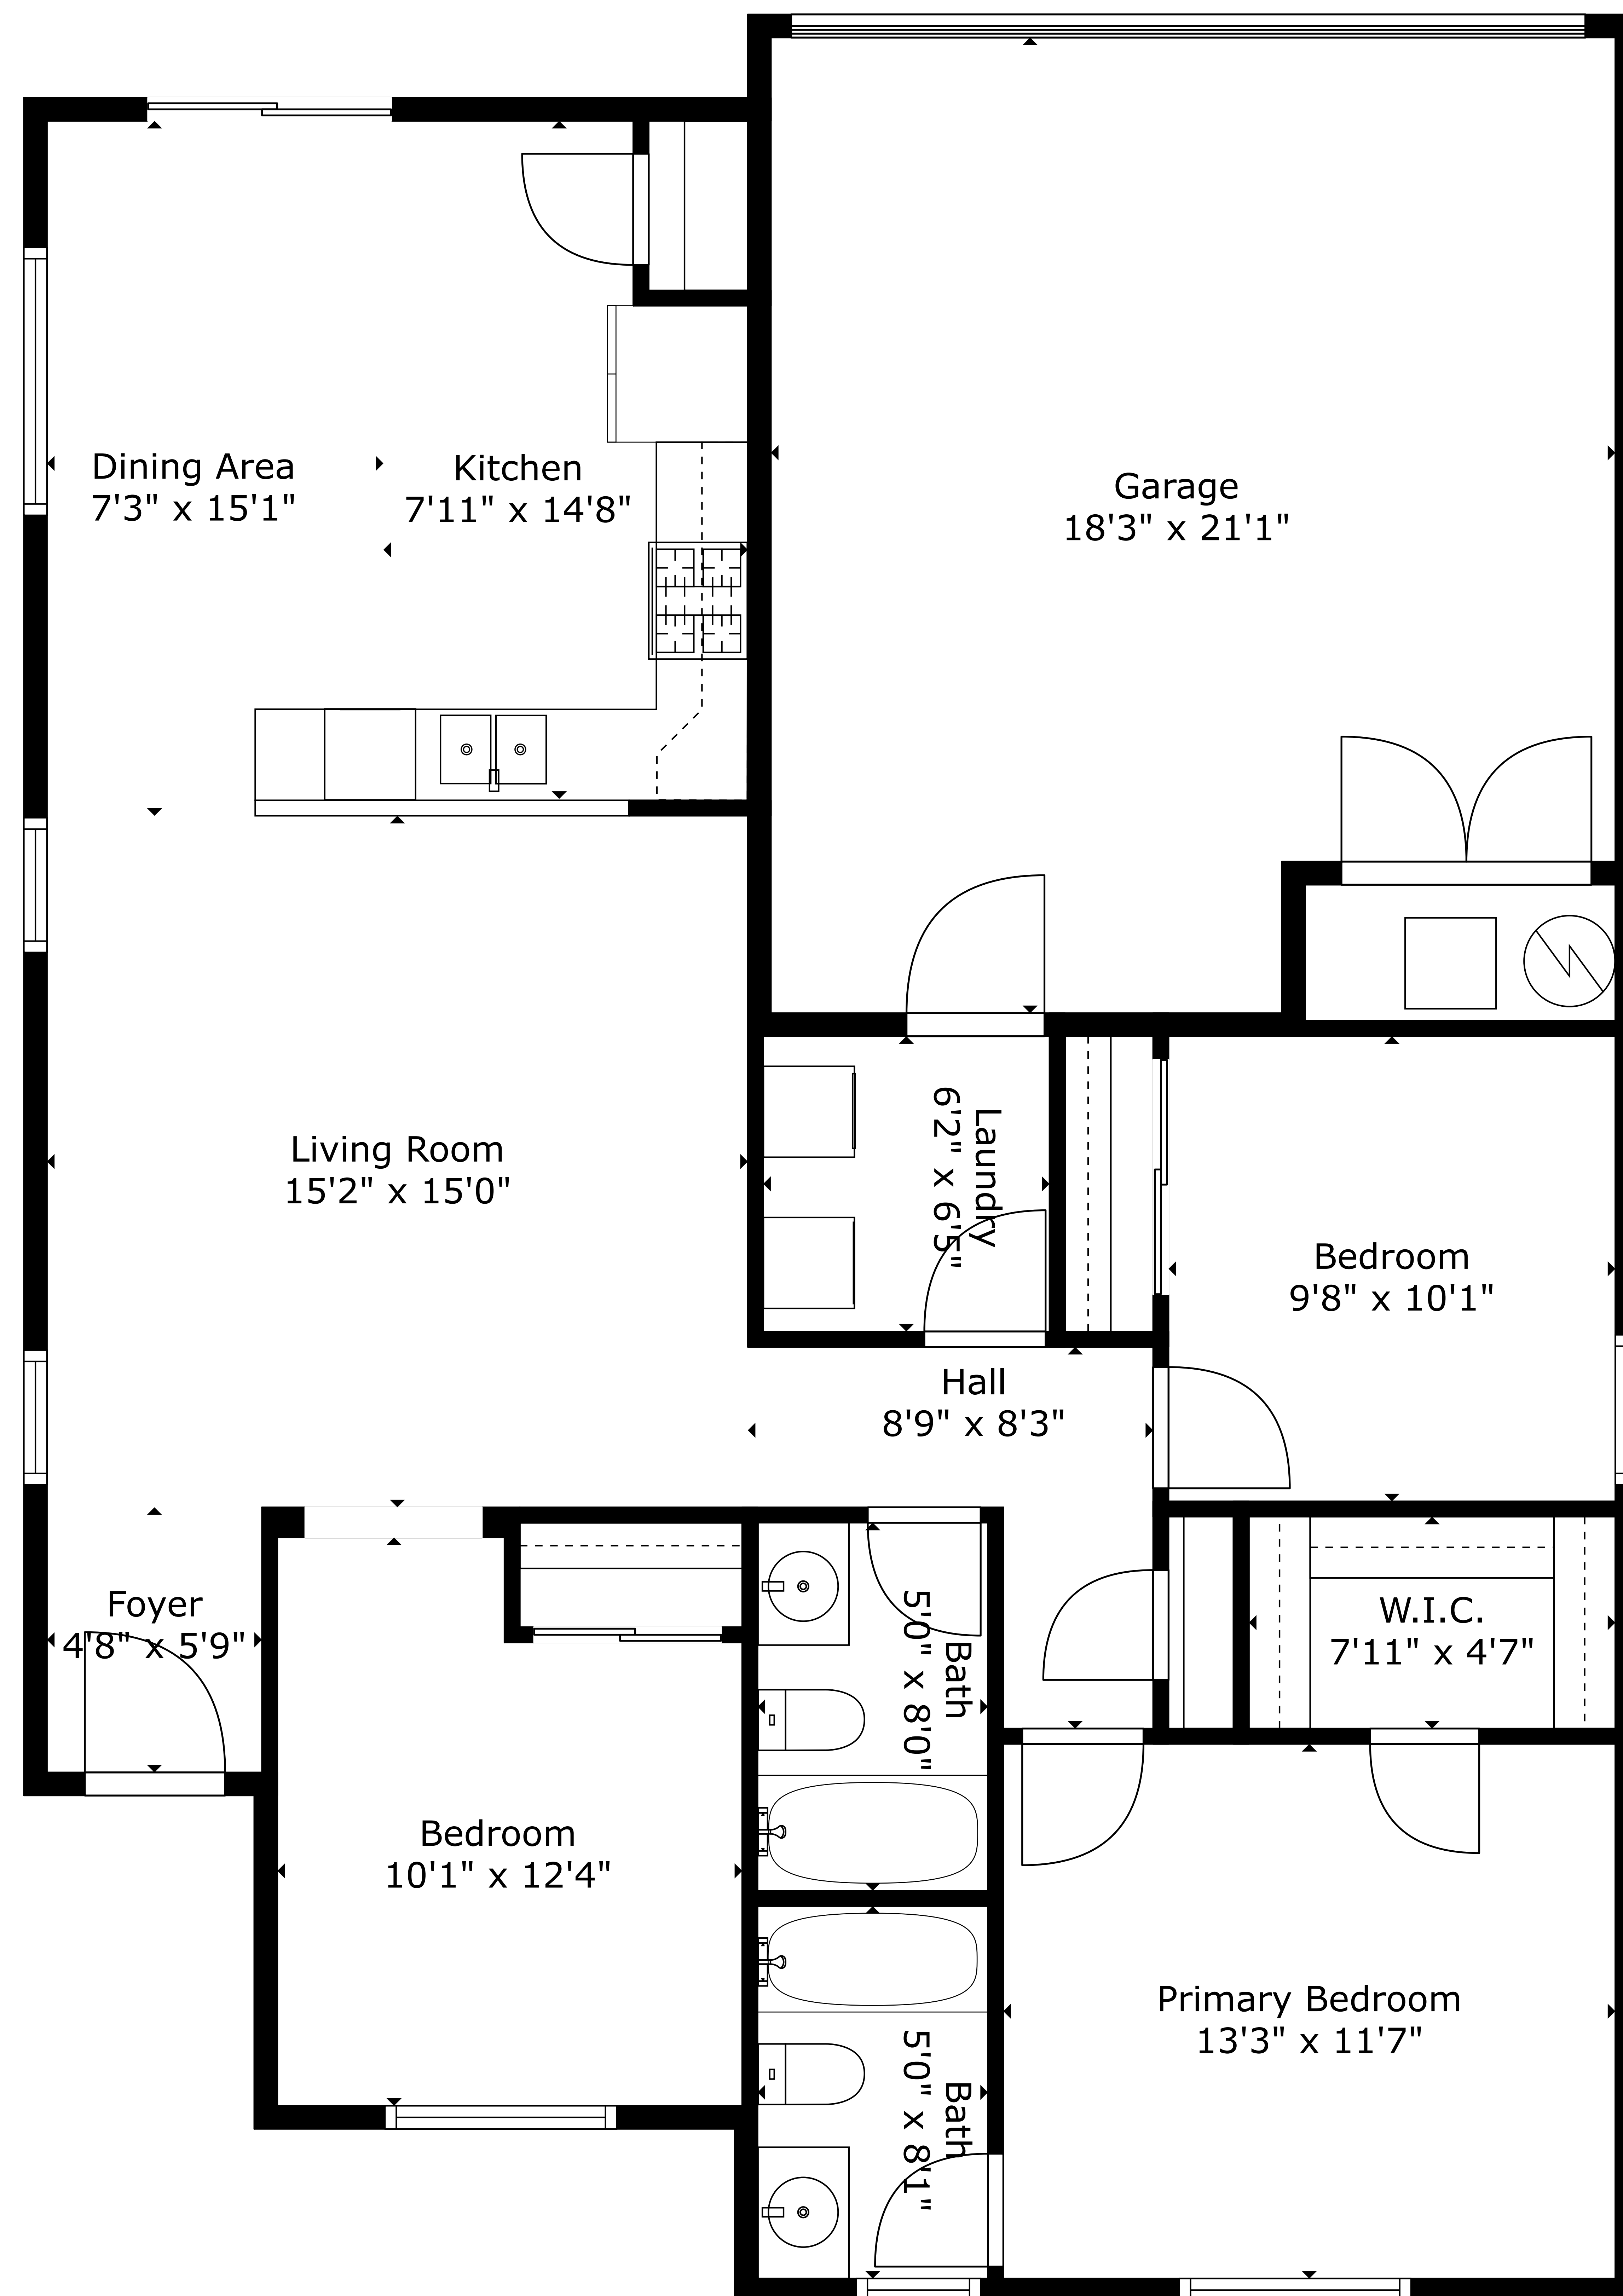 Dining Area
7'3" x 15'1"
Kitchen
7'11" x 14'8"
Garage
18'3" x 21'1"
Living Room
15'2" x 15'0"
Laundry
6'2" x 6'5"
Bedroom
9'8" x 10'1"
Hall
8'9" x 8'3"
Foyer
4'8" x 5'9"
Bath
5'0" x 8'0"
W.I.C.
7'11" x 4'7"
Bedroom
10'1" x 12'4"
Primary Bedroom
13'3" x 11'7"
Bath
5'0" x 8'1"